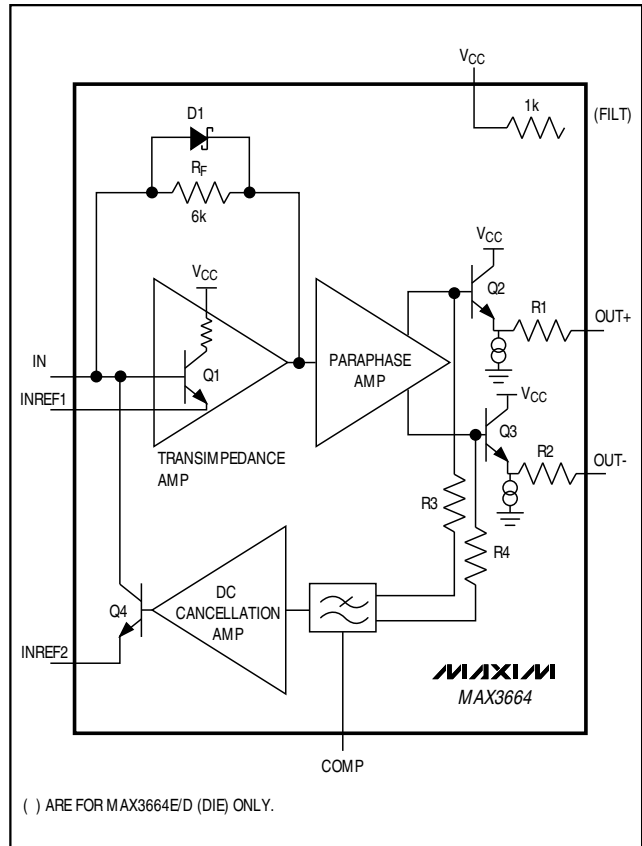 VCC
D1
1k
(FILT)
RF
6k
VCC
VCC
Q2
R1
OUT+
IN
Q1
PARAPHASE
AMP
INREF1
VCC
Q3
TRANSIMPEDANCE
AMP
R2
OUT-
R3
R4
DC
CANCELLATION
AMP
Q4
INREF2
MAXIM
MAX3664
COMP
( ) ARE FOR MAX3664E/D (DIE) ONLY.